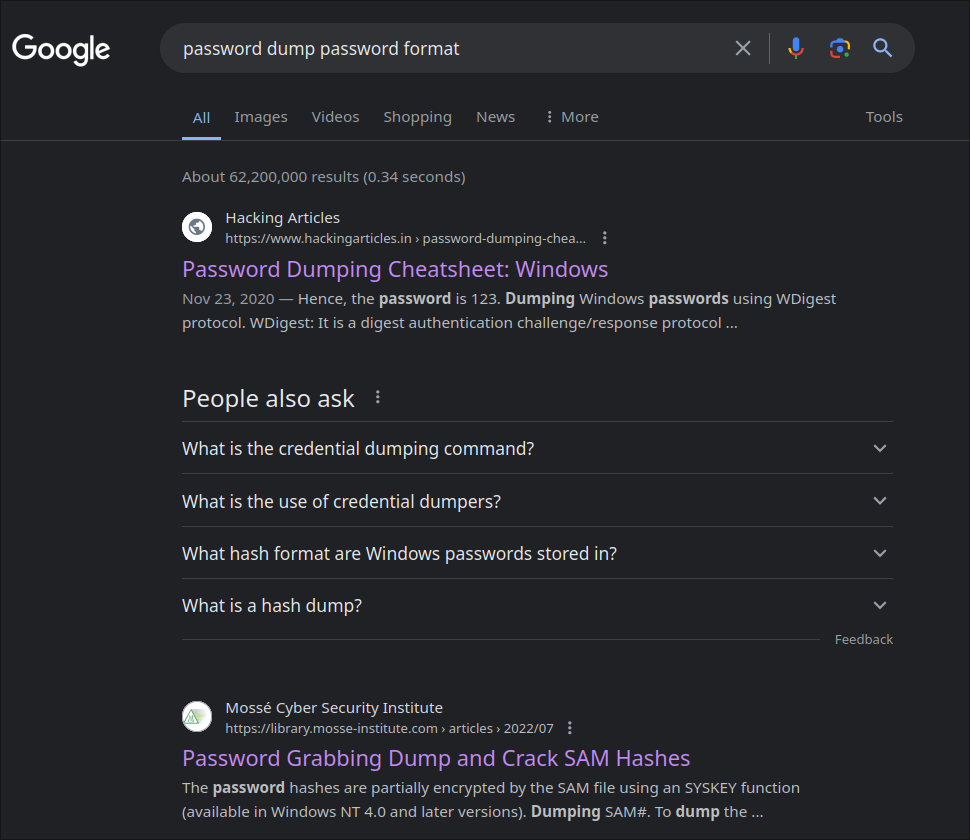 Google
password dump password format
All Images Videos Shopping News More Tools
About 62,200,000 results (0.34 seconds)
Hacking Articles
https://www.hackingarticles.in › password-dumping-chea...
Password Dumping Cheatsheet: Windows
Nov 23, 2020 — Hence, the password is 123. Dumping Windows passwords using WDigest
protocol. WDigest: It is a digest authentication challenge/response protocol ...
People also ask
What is the credential dumping command?
What is the use of credential dumpers?
What hash format are Windows passwords stored in?
What is a hash dump?
Feedback
Mossé Cyber Security Institute
https://library.mosse-institute.com › articles › 2022/07
Password Grabbing Dump and Crack SAM Hashes
The password hashes are partially encrypted by the SAM file using an SYSKEY function
(available in Windows NT 4.0 and later versions). Dumping SAM#. To dump the ...